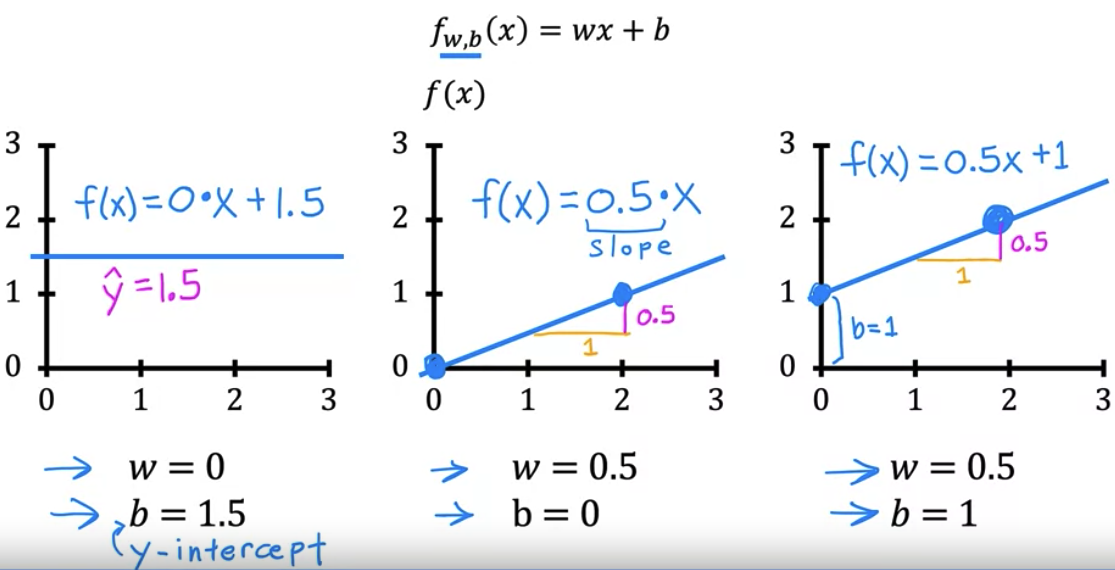 f_{w,b}(x) = wx + b
f(x)
3
2
1
0
0 1 2 3
f(x)=0•x+1.5
ŷ=1.5
→ w = 0
→ b = 1.5
y-intercept
3
2
1
0
0 1 2 3
f(x)=0.5•x
slope
0.5
1
→ w = 0.5
→ b = 0
3
2
1
0
0 1 2 3
f(x)=0.5x+1
0.5
1
b=1
→ w = 0.5
→ b = 1